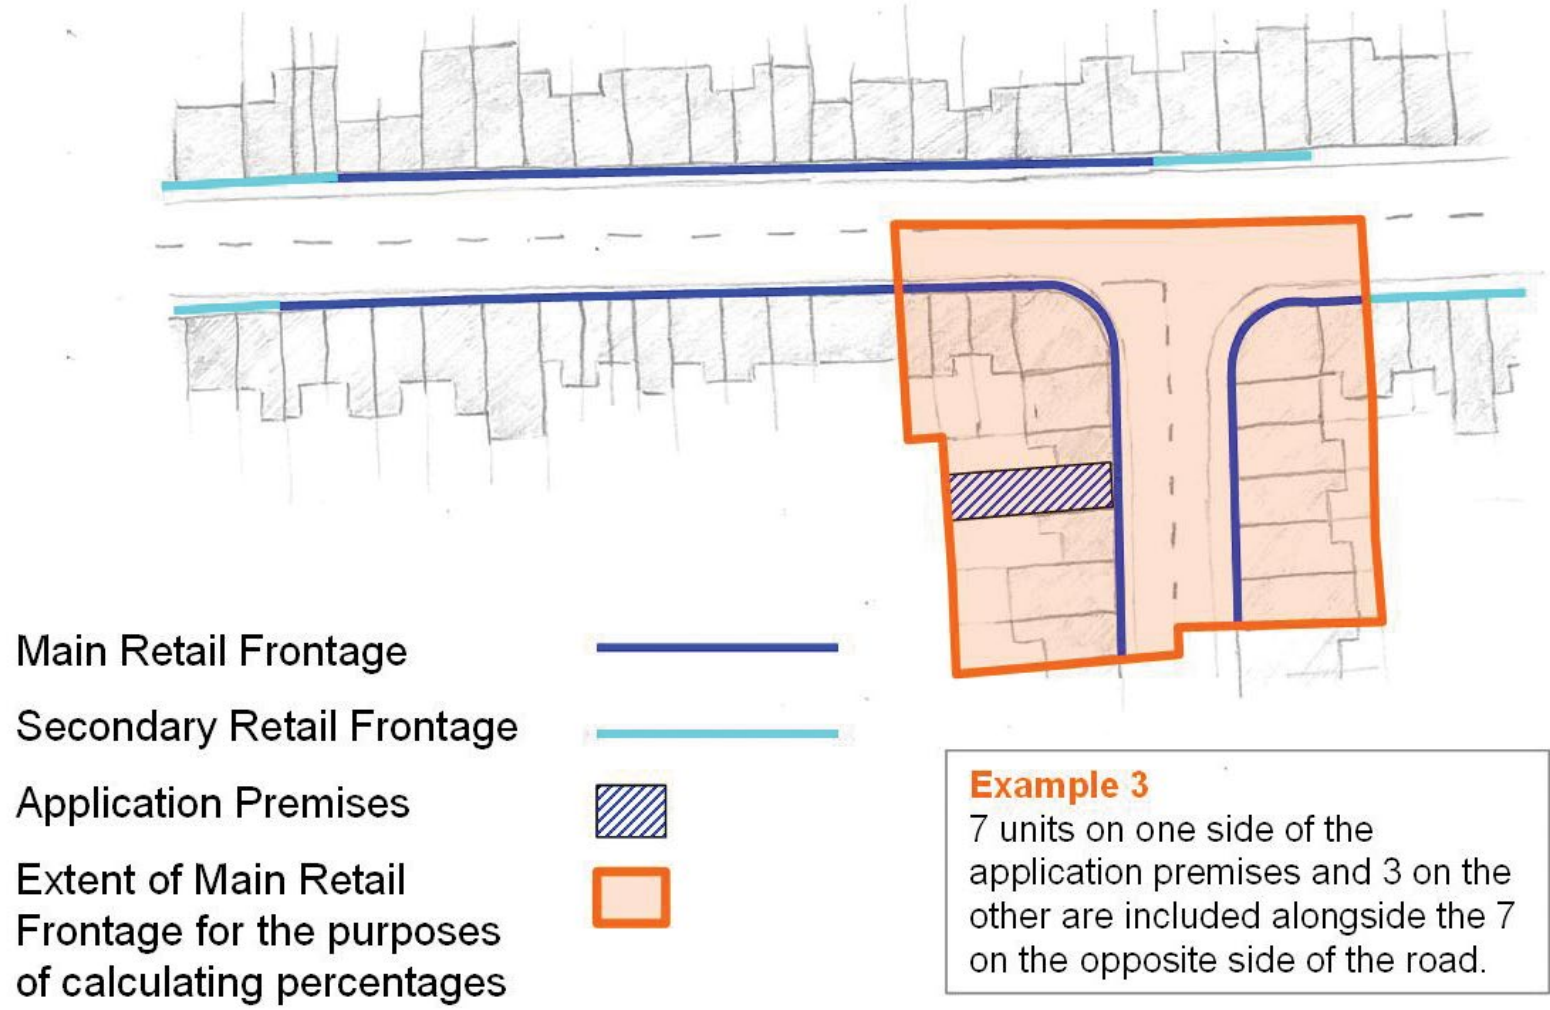 Main Retail Frontage
Secondary Retail Frontage
Application Premises
Extent of Main Retail
Frontage for the purposes
of calculating percentages
Example 3
7 units on one side of the
application premises and 3 on the
other are included alongside the 7
on the opposite side of the road.